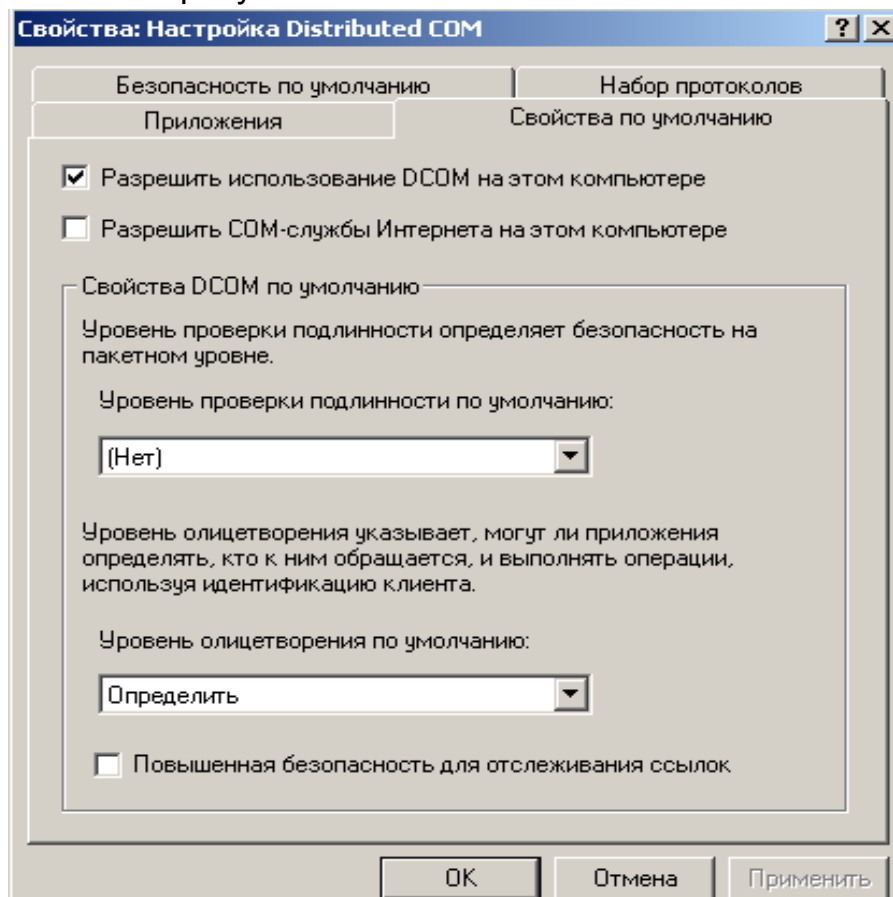 Свойства: Настройка Distributed COM
Безопасность по умолчанию
Набор протоколов
Приложения
Свойства по умолчанию
Разрешить использование DCOM на этом компьютере
Разрешить COM-службы Интернета на этом компьютере
Свойства DCOM по умолчанию
Уровень проверки подлинности определяет безопасность на
пакетном уровне.
Уровень проверки подлинности по умолчанию:
(Нет)
Уровень олицетворения указывает, могут ли приложения
определять, кто к ним обращается, и выполнять операции,
используя идентификацию клиента.
Уровень олицетворения по умолчанию:
Определить
Повышенная безопасность для отслеживания ссылок
OK
Отмена
Применить